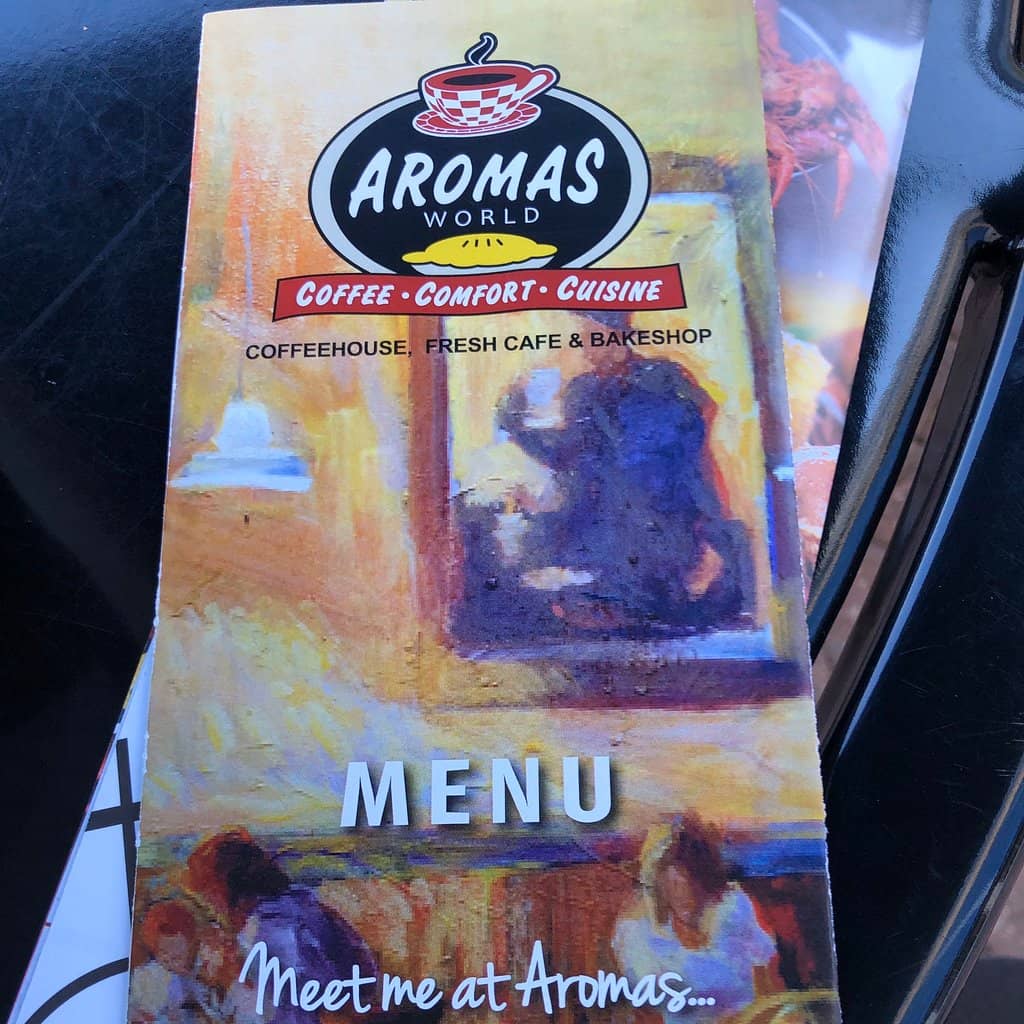 AROMAS
WORLD
COFFEE • COMFORT • CUISINE
COFFEEHOUSE, FRESH CAFE & BAKESHOP
MENU
Meet me at Aromas...